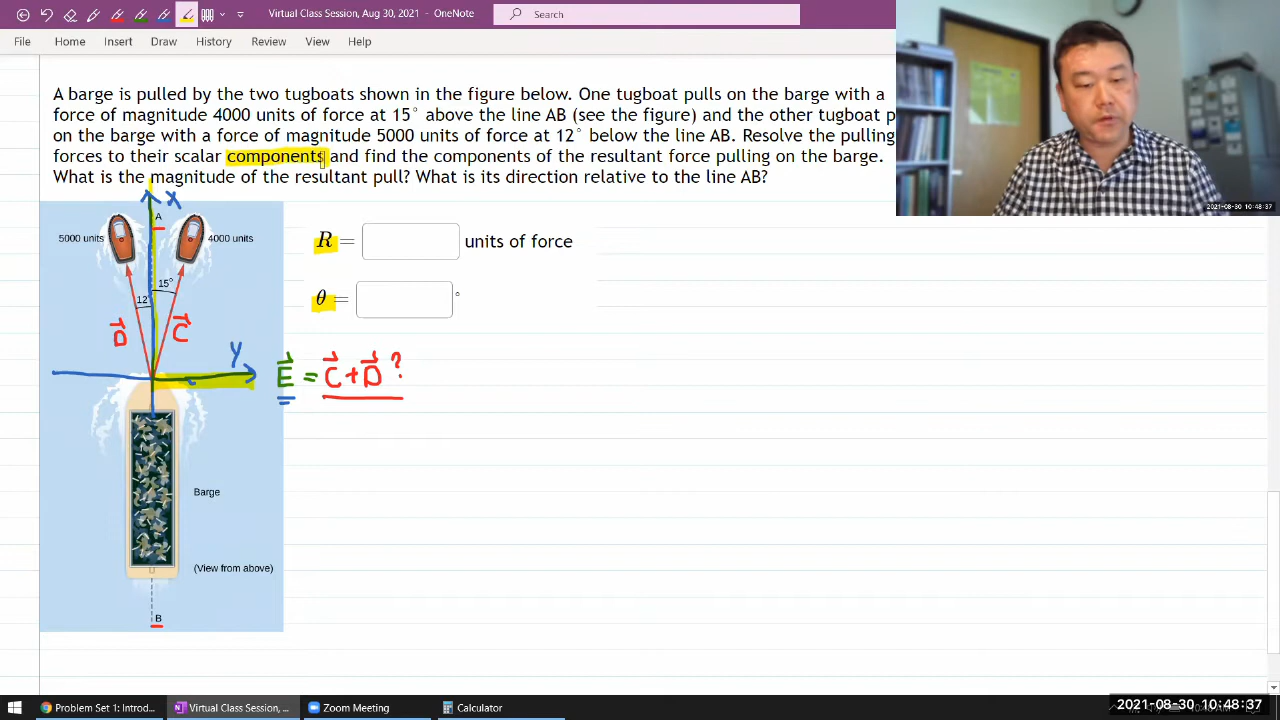 Virtual Class Session, Aug 30, 2021 - OneNote
Search
File Home Insert Draw History Review View Help
A barge is pulled by the two tugboats shown in the figure below. One tugboat pulls on the barge with a
force of magnitude 4000 units of force at 15° above the line AB (see the figure) and the other tugboat p
on the barge with a force of magnitude 5000 units of force at 12° below the line AB. Resolve the pulling
forces to their scalar components and find the components of the resultant force pulling on the barge.
What is the magnitude of the resultant pull? What is its direction relative to the line AB?
X
A
5000 units
4000 units
15°
12
D
C
Y
R = units of force
θ = °
E = C + D ?
Barge
(View from above)
B
2021-08-30 10:48:37
Problem Set 1: Introd... Virtual Class Session... Zoom Meeting Calculator
2021-08-30 10:48:37